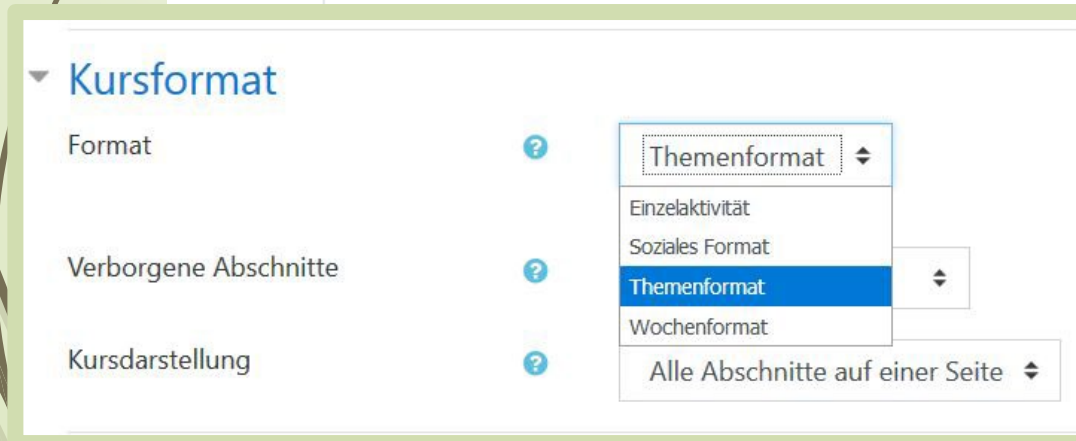 Kursformat
Format
Themenformat
Einzelaktivität
Soziales Format
Themenformat
Wochenformat
Verborgene Abschnitte
Kursdarstellung
Alle Abschnitte auf einer Seite